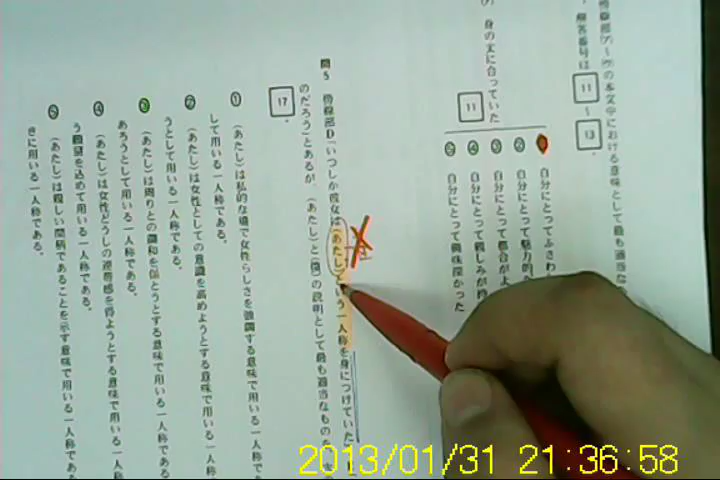 傍線部(ア)〜(ウ)の本文中における意味として最も適当な
解答番号は 11 〜 13 。
身の丈に合っていた
11
自分にとってふさわ
② 自分にとって魅力的
③ 自分にとって都合がよ
④ 自分にとって親しみが持
⑤ 自分にとって興味深かった
問5 傍線部D「いつしか彼女は(あたし)という一人称を身につけていた」
のだろう」とあるが、(あたし)と(僕)の説明として最も適当なものを
17 。
① (あたし)は私的な場で女性らしさを強調する意味で用いる一人称で
して用いる一人称である。
② (あたし)は女性としての意識を高めようとする意味で用いる一人
うとして用いる一人称である。
③ (あたし)は周りとの調和を保とうとする意味で用いる一人称であ
あろうとして用いる一人称である。
④ (あたし)は女性どうしの連帯感を得ようとする意味で用いる一人
う願望を込めて用いる一人称である。
⑤ (あたし)は親しい間柄であることを示す意味で用いる一人称であ
きに用いる一人称である。
2013/01/31 21:36:58